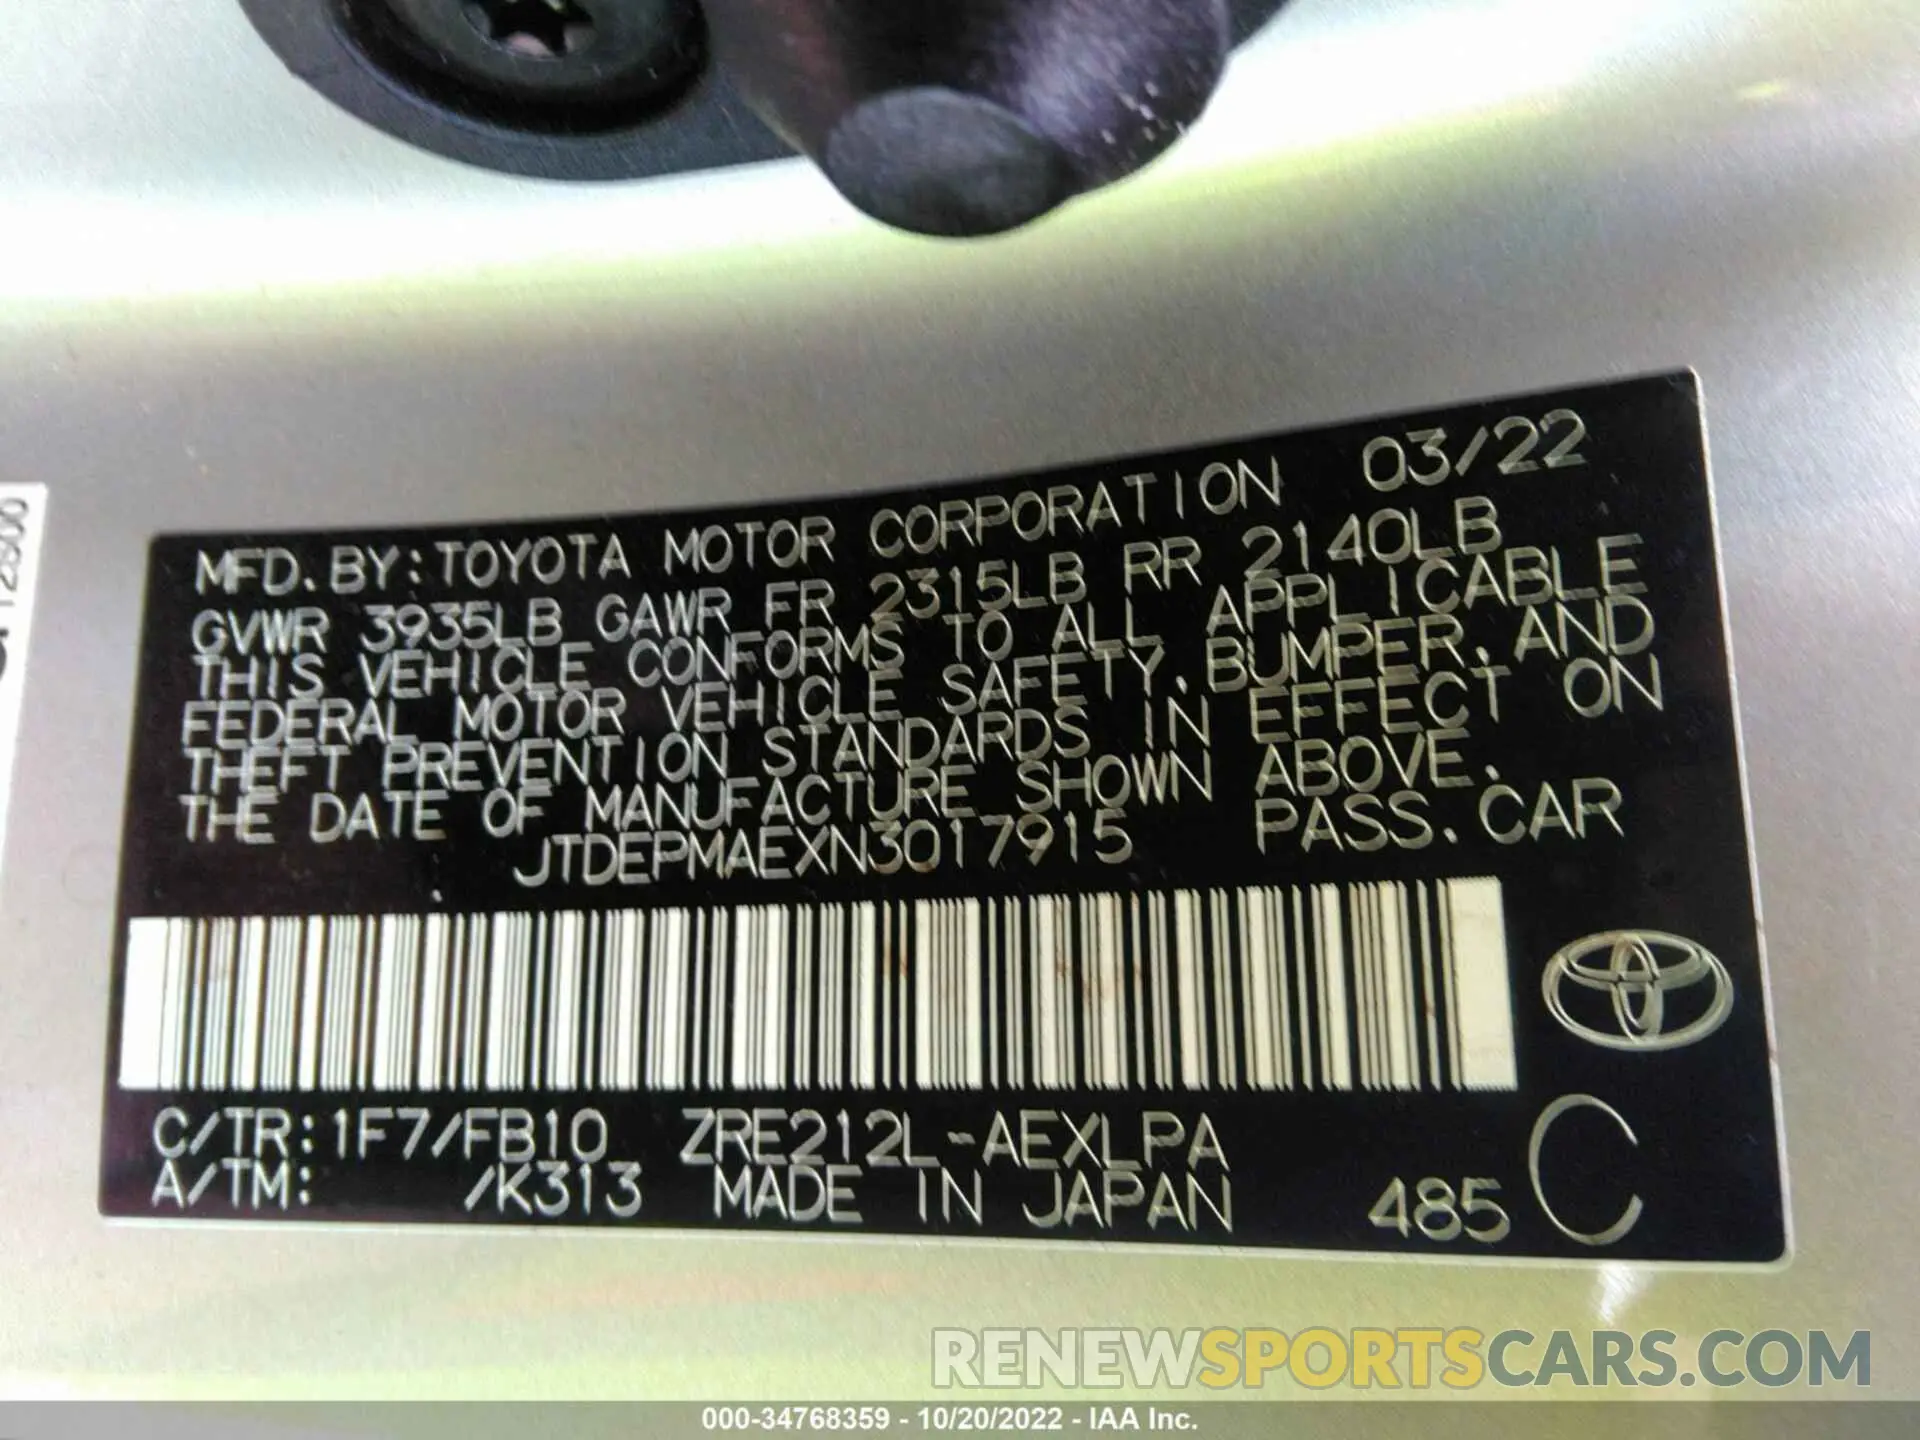 MFD. BY: TOYOTA MOTOR CORPORATION 03/22
GVWR 3935LB GAWR FR 2315LB RR 2140LB
THIS VEHICLE CONFORMS TO ALL APPLICABLE
FEDERAL MOTOR VEHICLE SAFETY, BUMPER, AND
THEFT PREVENTION STANDARDS IN EFFECT ON
THE DATE OF MANUFACTURE SHOWN ABOVE.
JTDEPMAEXN3017915 PASS. CAR
C/TR: 1F7/FB10 ZRE212L-AEXLPA
A/TM: /K313 MADE IN JAPAN 485 C
RENEWSPORTSCARS.COM
000-34768359 - 10/20/2022 - IAA Inc.